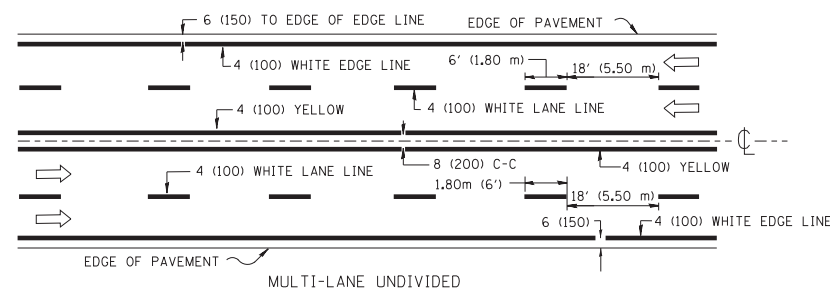 6 (150) TO EDGE OF EDGE LINE
EDGE OF PAVEMENT
4 (100) WHITE EDGE LINE
6' (1.80 m)
18' (5.50 m)
4 (100) YELLOW
4 (100) WHITE LANE LINE
4 (100) WHITE LANE LINE
8 (200) C-C
4 (100) YELLOW
1.80m (6')
18' (5.50 m)
6 (150)
4 (100) WHITE EDGE LINE
EDGE OF PAVEMENT
MULTI-LANE UNDIVIDED